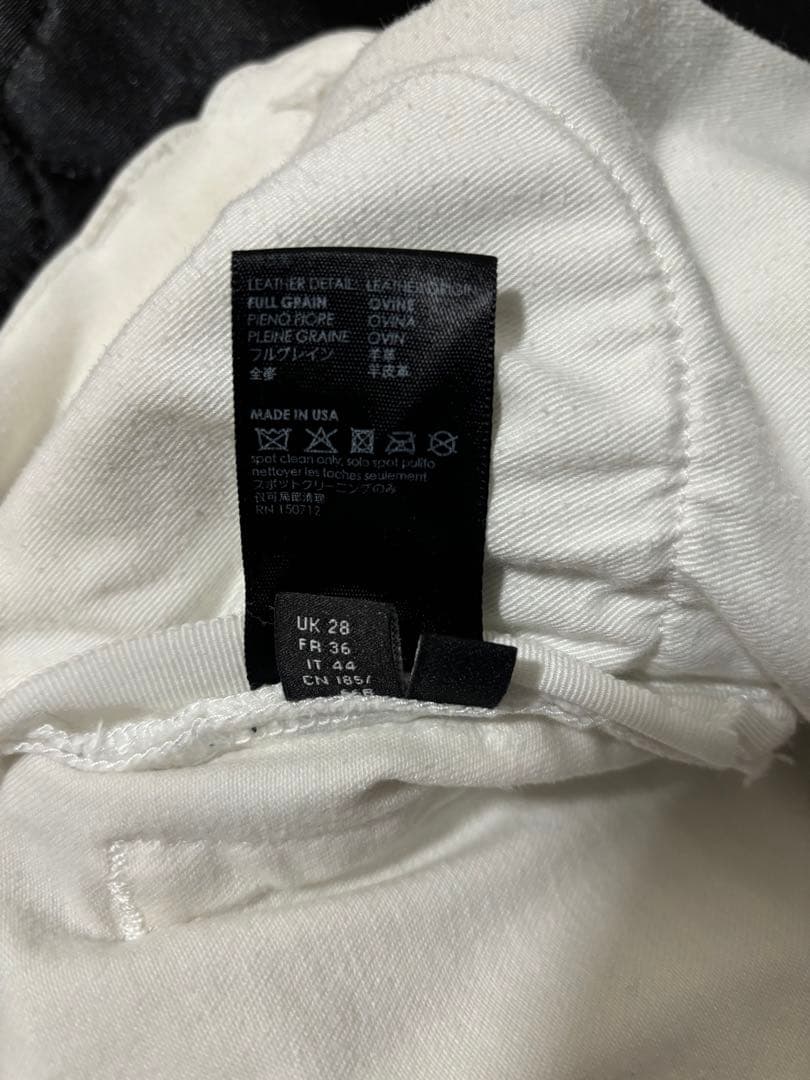 LEATHER DETAIL LEATHER ORIGIN
FULL GRAIN OVINE
PIENO FIORE OVINA
PLEINE GRAINE OVIN
フルグレイン 羊革
全姿 羊皮革
MADE IN USA
spot clean only, solo spot pulito
nettoyer les taches seulement
スポットクリーニングのみ
仅可局部清理
RN 150712
UK 28
FR 36
IT 44
CN 185/